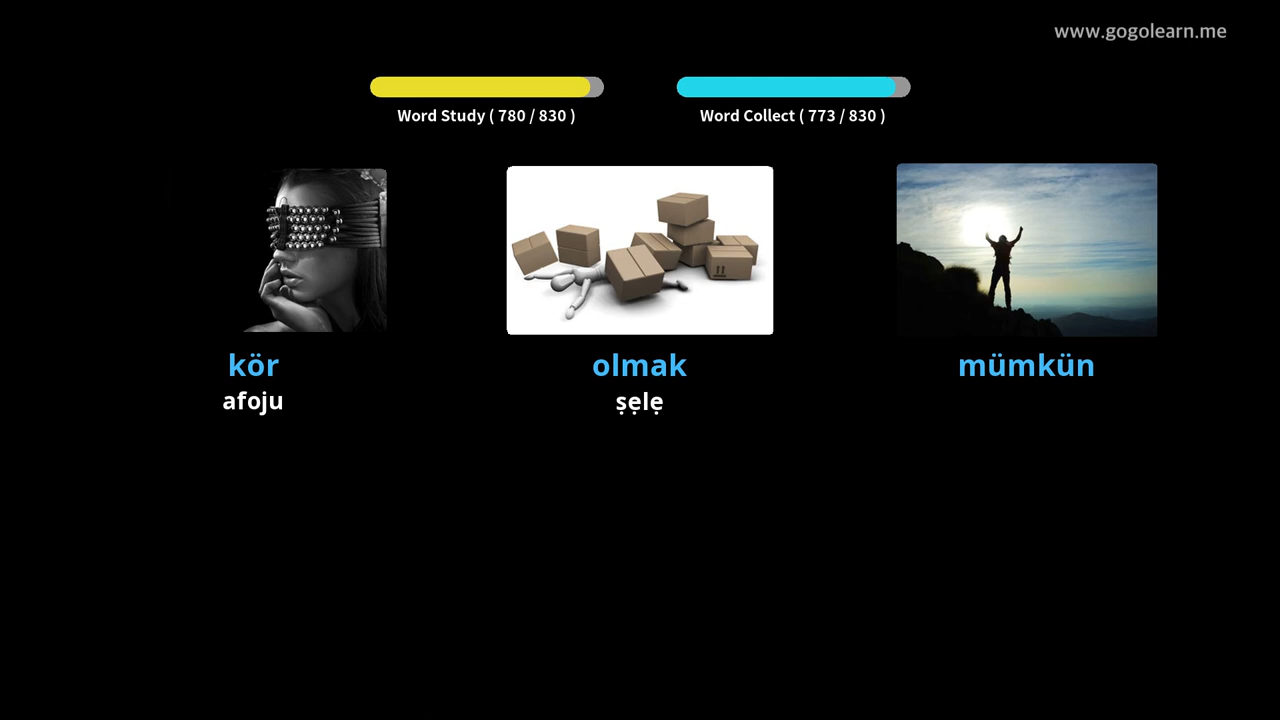 www.gogolearn.me
Word Study ( 780 / 830 )
Word Collect ( 773 / 830 )
kör
afoju
olmak
ṣẹlẹ
mümkün